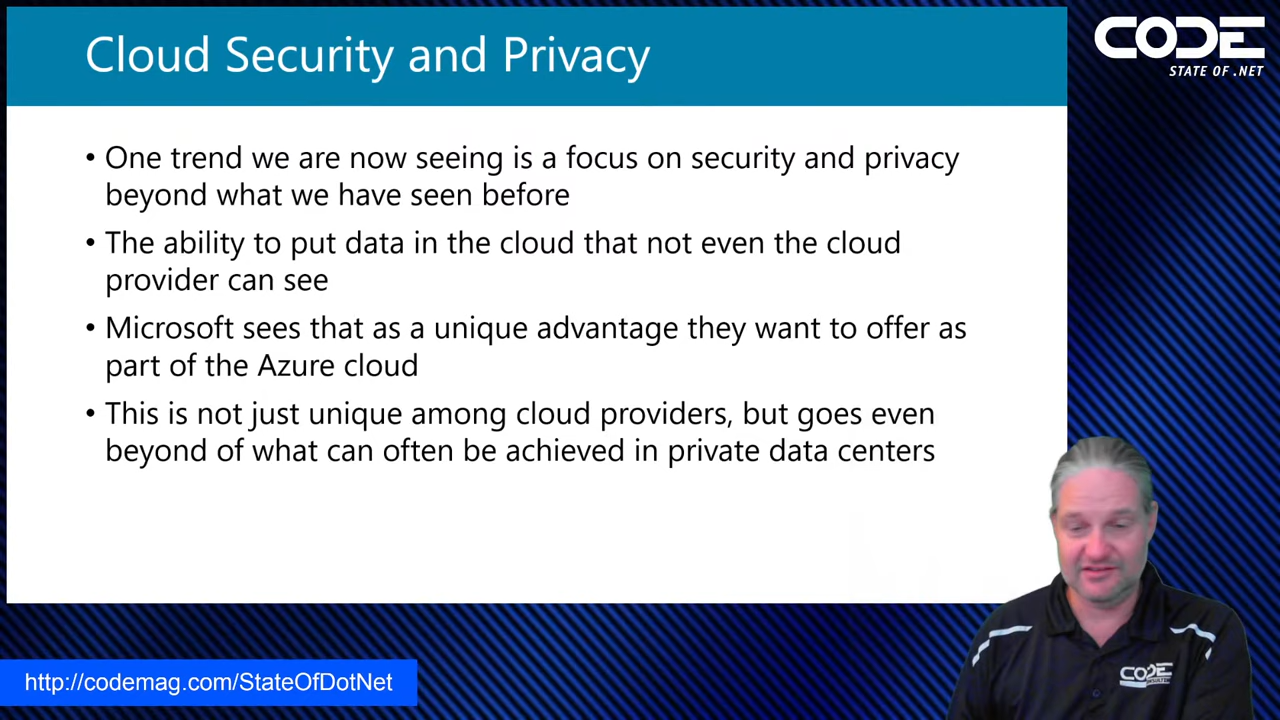 Cloud Security and Privacy
CODE
STATE OF .NET
• One trend we are now seeing is a focus on security and privacy
beyond what we have seen before
• The ability to put data in the cloud that not even the cloud
provider can see
• Microsoft sees that as a unique advantage they want to offer as
part of the Azure cloud
• This is not just unique among cloud providers, but goes even
beyond of what can often be achieved in private data centers
CODE
http://codemag.com/StateOfDotNet